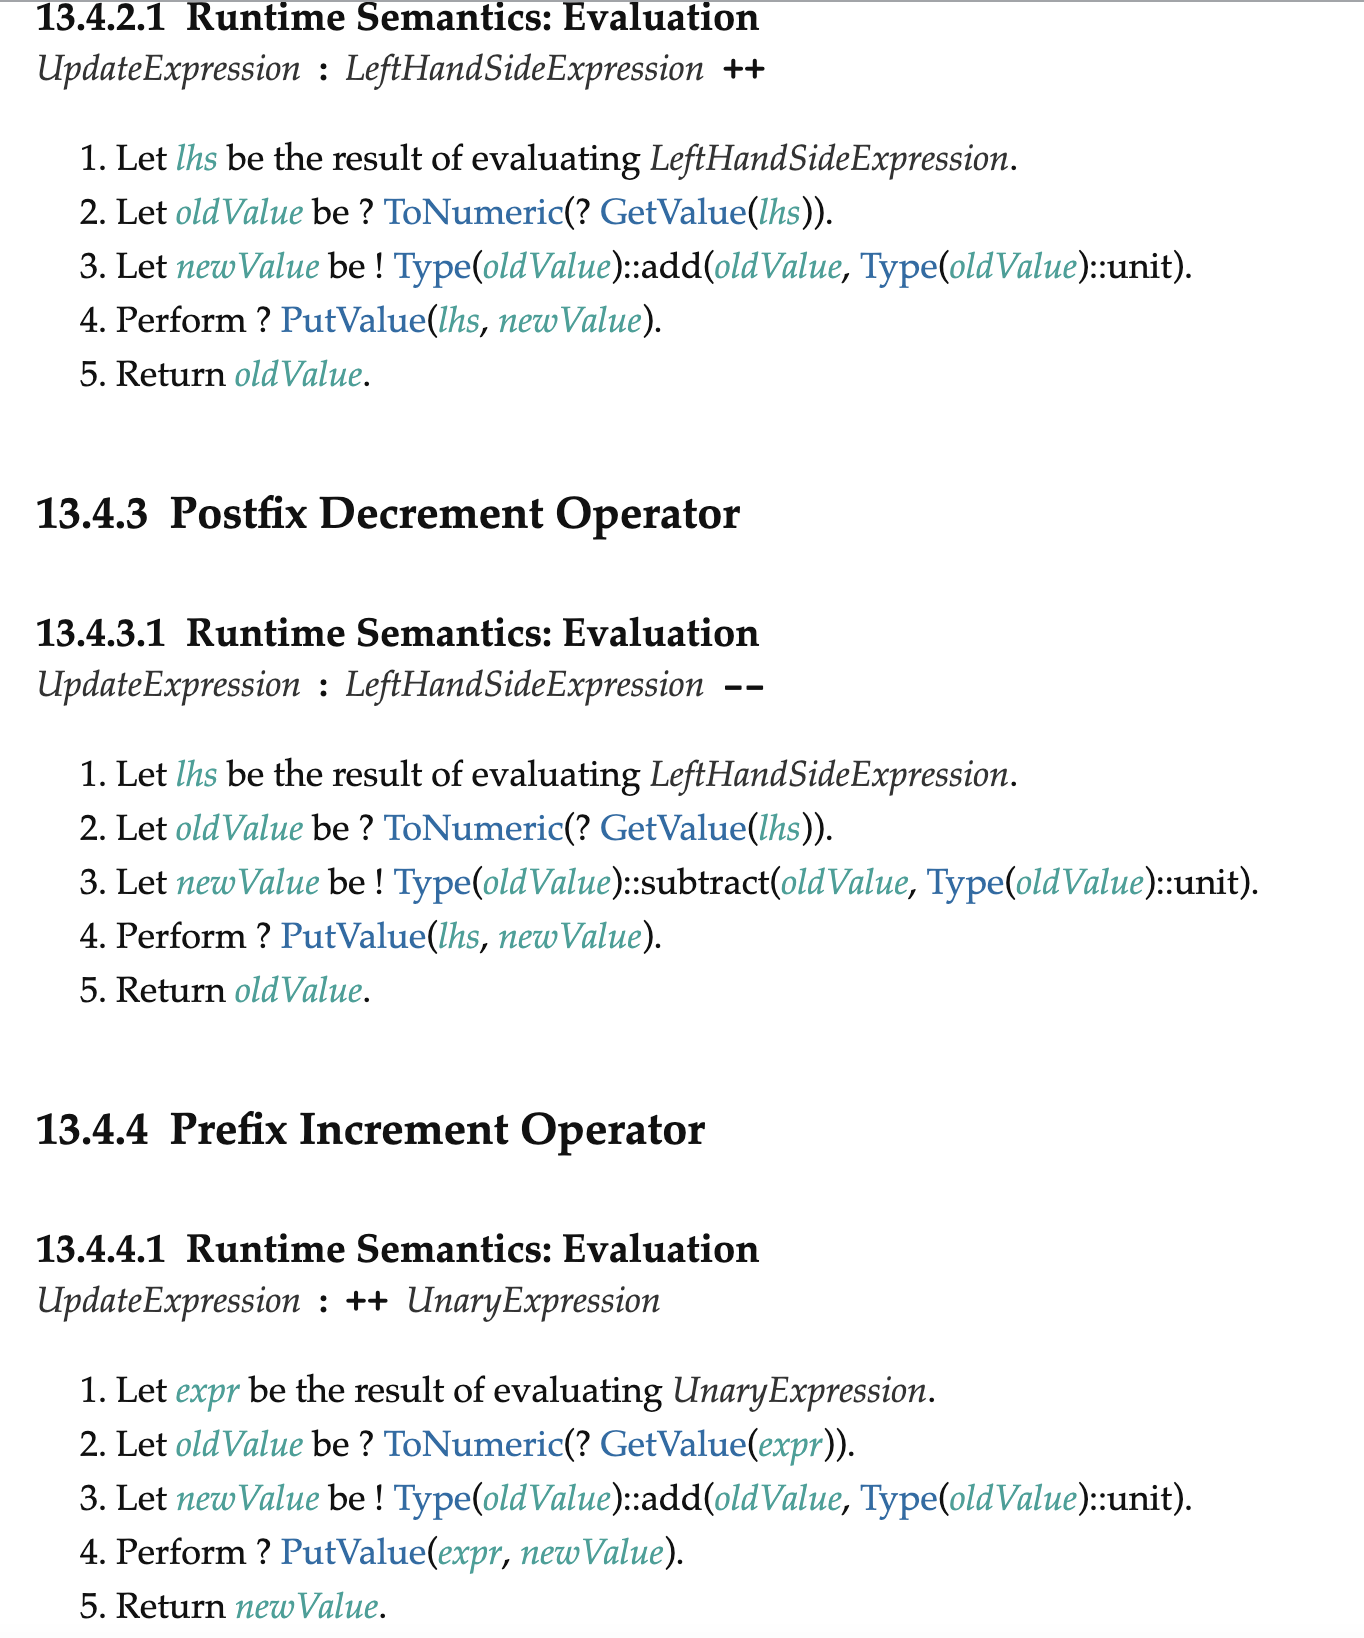 13.4.2.1 Runtime Semantics: Evaluation
UpdateExpression : LeftHandSideExpression ++
1. Let lhs be the result of evaluating LeftHandSideExpression.
2. Let oldValue be ? ToNumeric(? GetValue(lhs)).
3. Let newValue be ! Type(oldValue)::add(oldValue, Type(oldValue)::unit).
4. Perform ? PutValue(lhs, newValue).
5. Return oldValue.
13.4.3 Postfix Decrement Operator
13.4.3.1 Runtime Semantics: Evaluation
UpdateExpression : LeftHandSideExpression --
1. Let lhs be the result of evaluating LeftHandSideExpression.
2. Let oldValue be ? ToNumeric(? GetValue(lhs)).
3. Let newValue be ! Type(oldValue)::subtract(oldValue, Type(oldValue)::unit).
4. Perform ? PutValue(lhs, newValue).
5. Return oldValue.
13.4.4 Prefix Increment Operator
13.4.4.1 Runtime Semantics: Evaluation
UpdateExpression : ++ UnaryExpression
1. Let expr be the result of evaluating UnaryExpression.
2. Let oldValue be ? ToNumeric(? GetValue(expr)).
3. Let newValue be ! Type(oldValue)::add(oldValue, Type(oldValue)::unit).
4. Perform ? PutValue(expr, newValue).
5. Return newValue.